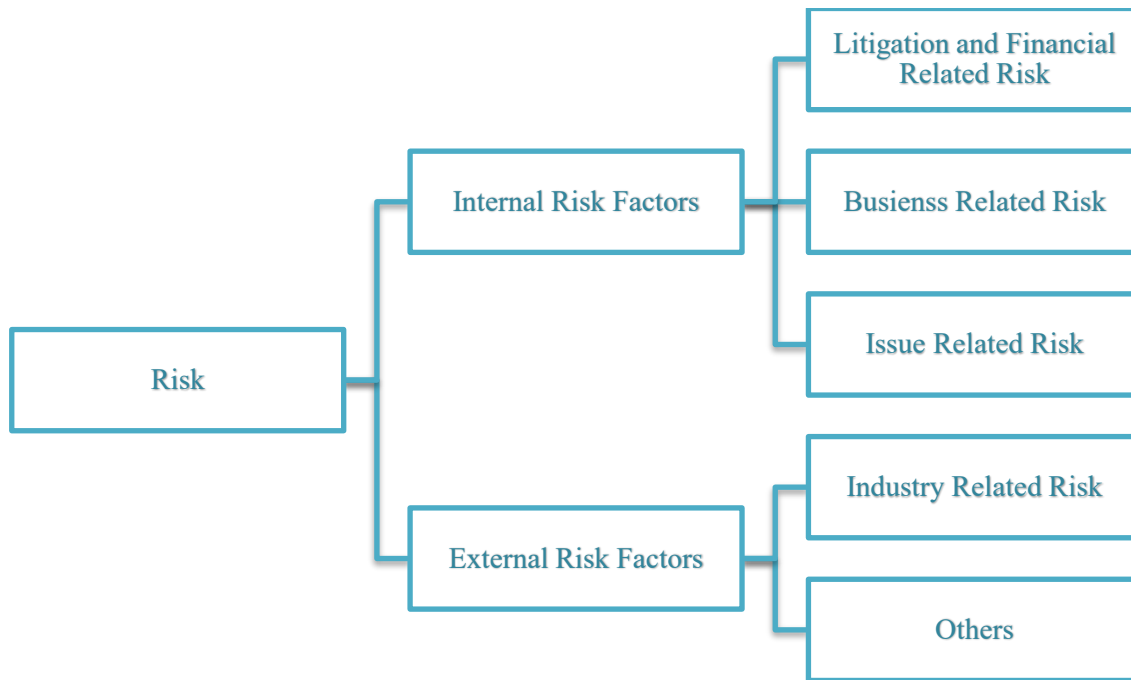 Litigation and Financial
Related Risk
Internal Risk Factors
Busienss Related Risk
Issue Related Risk
Risk
Industry Related Risk
External Risk Factors
Others